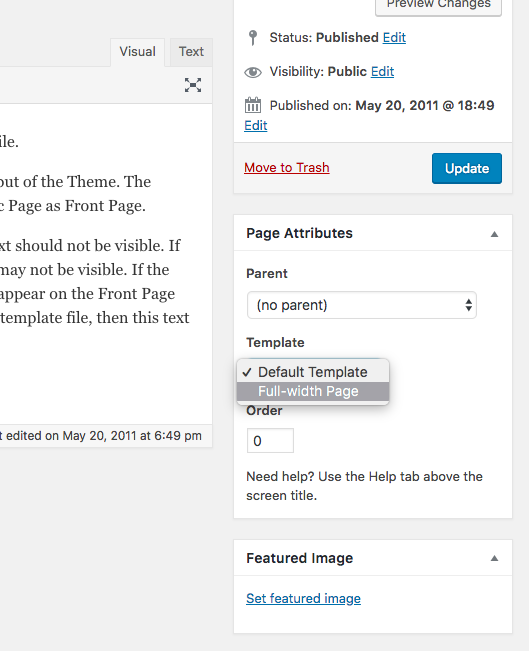 Visual Text
ile.
out of the Theme. The
c Page as Front Page.
xt should not be visible. If
may not be visible. If the
appear on the Front Page
template file, then this text
t edited on May 20, 2011 at 6:49 pm
Preview Changes
Status: Published Edit
Visibility: Public Edit
Published on: May 20, 2011 @ 18:49
Edit
Move to Trash Update
Page Attributes
Parent
(no parent)
Template
✓ Default Template
Full-width Page
Order
0
Need help? Use the Help tab above the
screen title.
Featured Image
Set featured image